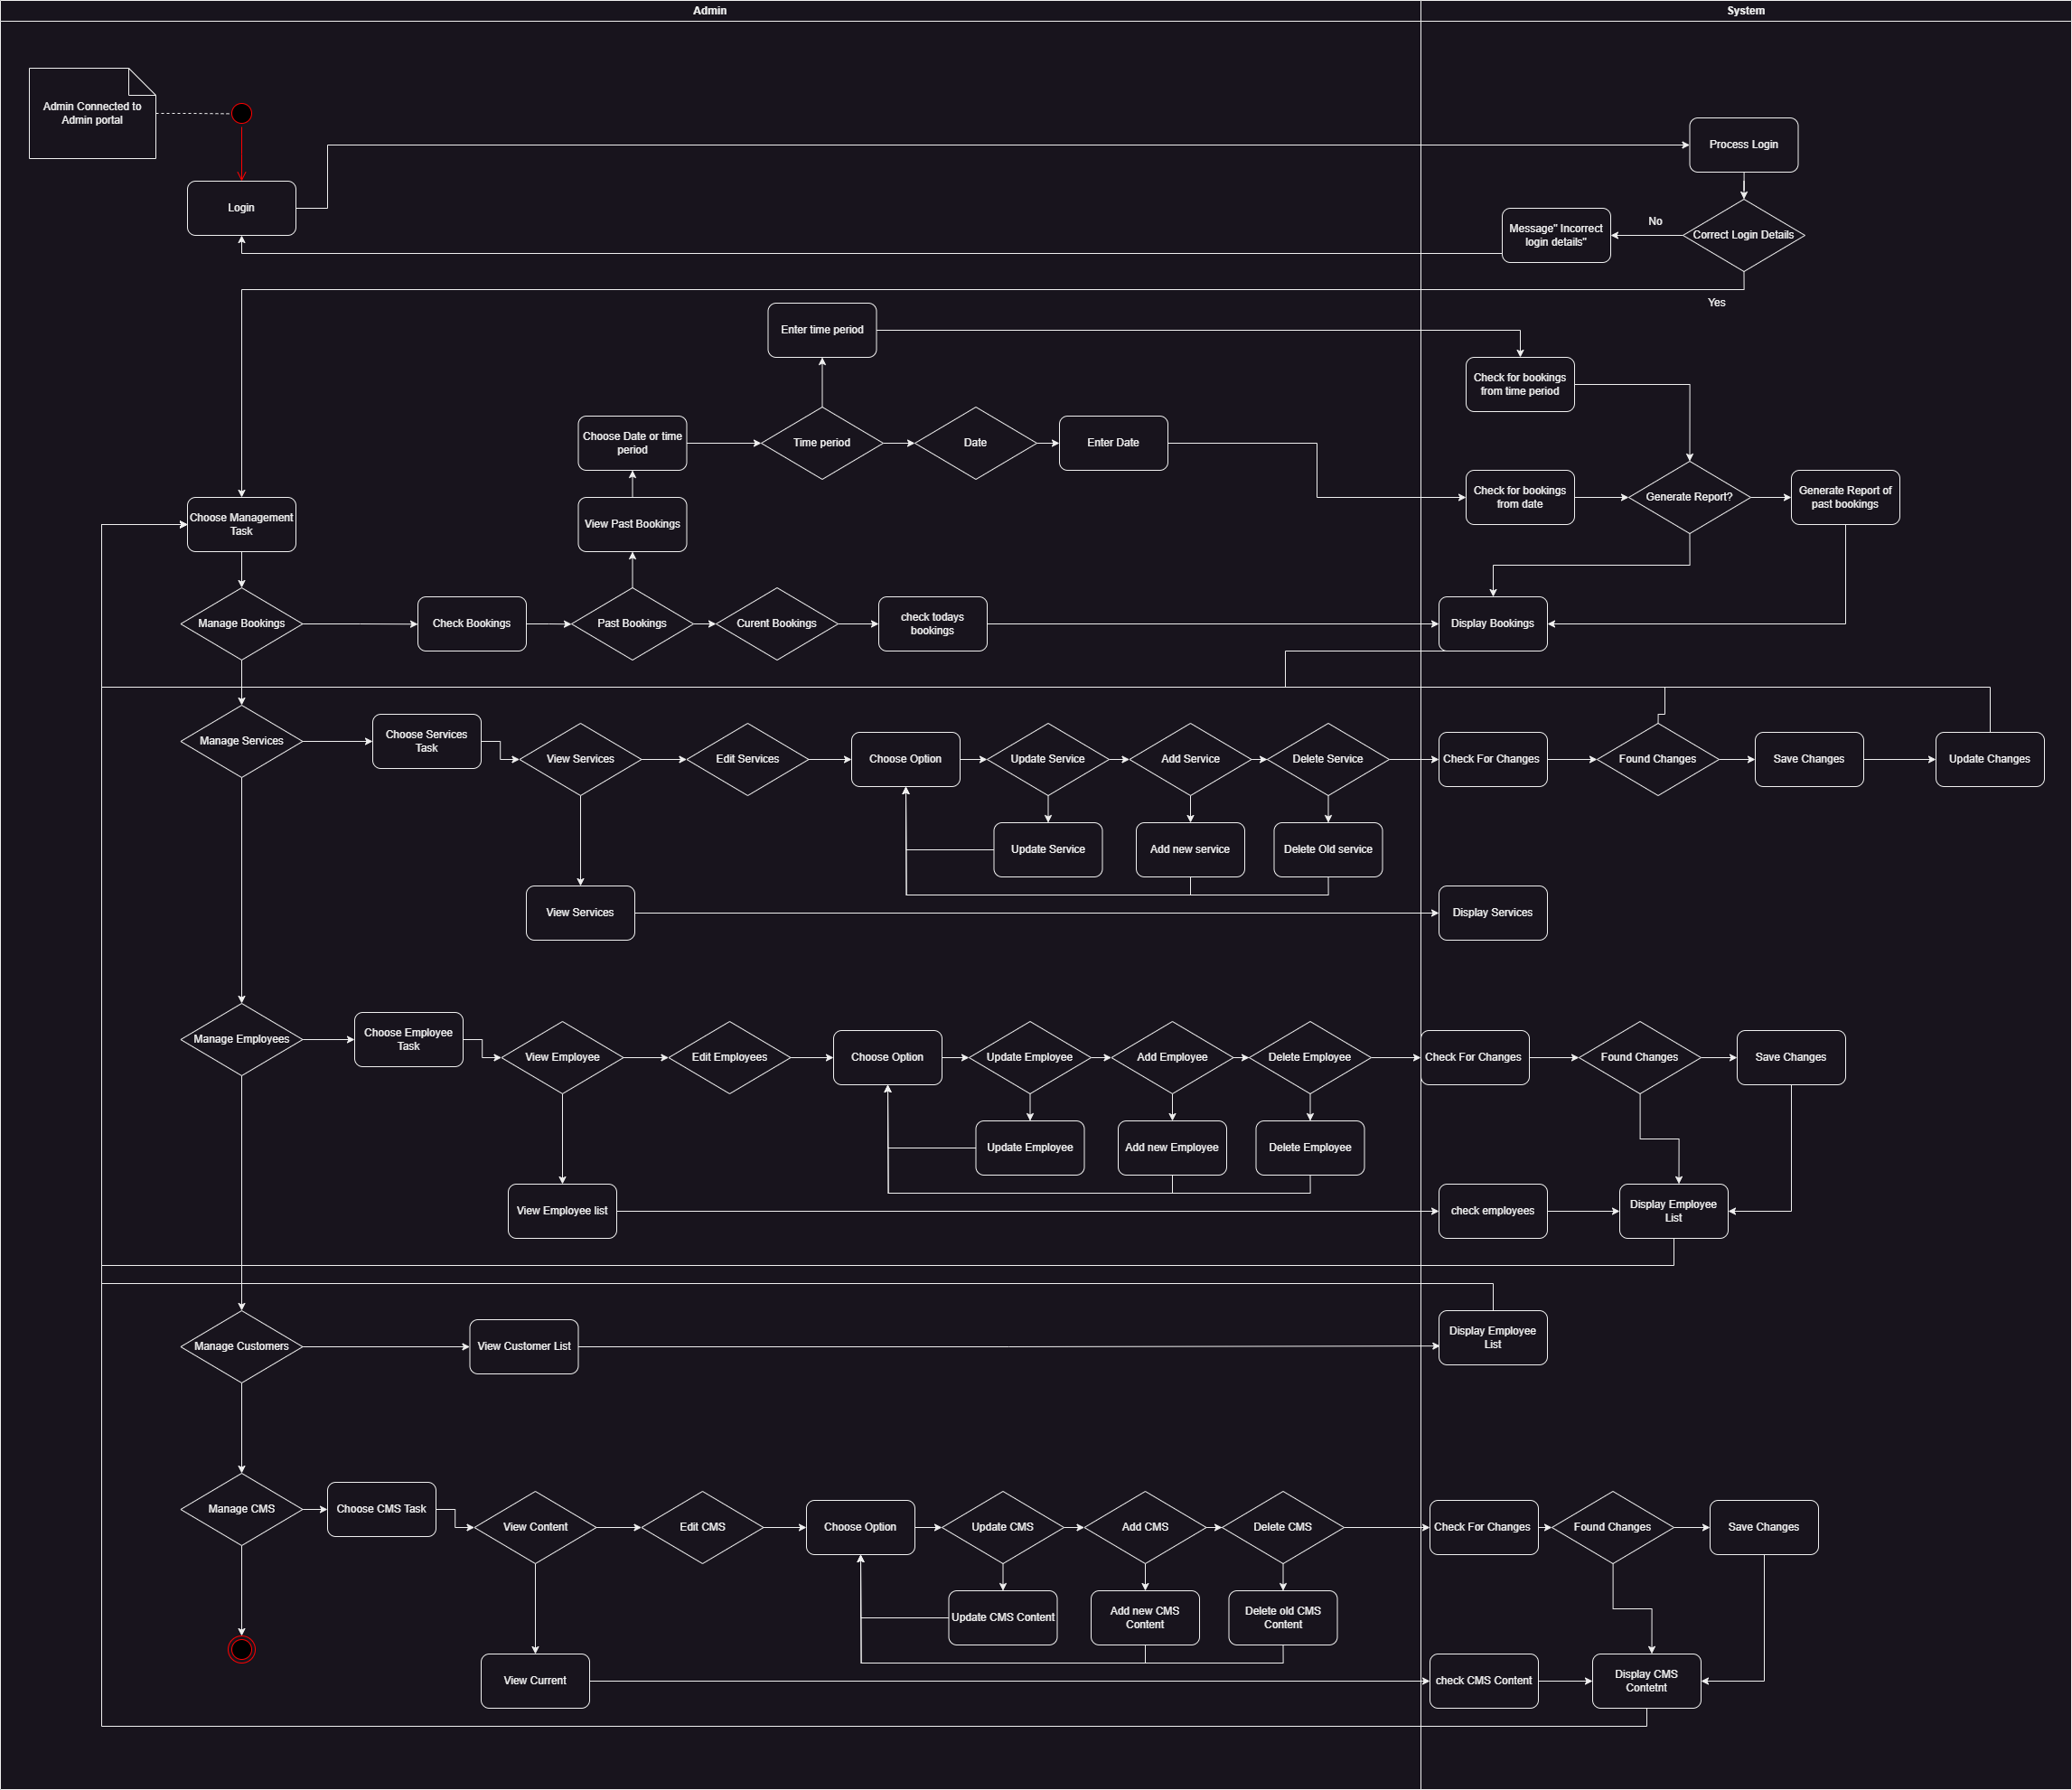 Admin
System
Admin Connected to
Admin portal
Process Login
Login
No
Message" Incorrect
login details"
Correct Login Details
Yes
Enter time period
Check for bookings
from time period
Choose Date or time
period
Time period
Date
Enter Date
Choose Management
Task
View Past Bookings
Check for bookings
from date
Generate Report?
Generate Report of
past bookings
Manage Bookings
Check Bookings
Past Bookings
Curent Bookings
check todays
bookings
Display Bookings
Manage Services
Choose Services
Task
View Services
Edit Services
Choose Option
Update Service
Add Service
Delete Service
Check For Changes
Found Changes
Save Changes
Update Changes
Update Service
Add new service
Delete Old service
View Services
Display Services
Manage Employees
Choose Employee
Task
View Employee
Edit Employees
Choose Option
Update Employee
Add Employee
Delete Employee
Check For Changes
Found Changes
Save Changes
Update Employee
Add new Employee
Delete Employee
View Employee list
check employees
Display Employee
List
Manage Customers
View Customer List
Display Employee
List
Manage CMS
Choose CMS Task
View Content
Edit CMS
Choose Option
Update CMS
Add CMS
Delete CMS
Check For Changes
Found Changes
Save Changes
Update CMS Content
Add new CMS
Content
Delete old CMS
Content
View Current
check CMS Content
Display CMS
Contetnt